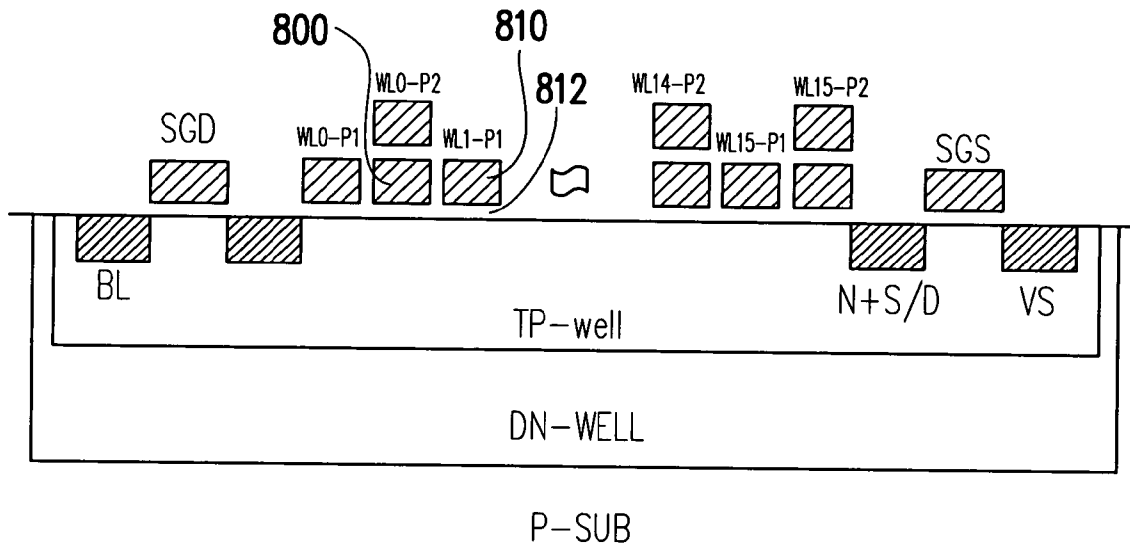 800
810
812
WL0-P2
WL14-P2
WL15-P2
SGD
WL0-P1
WL1-P1
WL15-P1
SGS
BL
N+S/D
VS
TP-well
DN-WELL
P-SUB